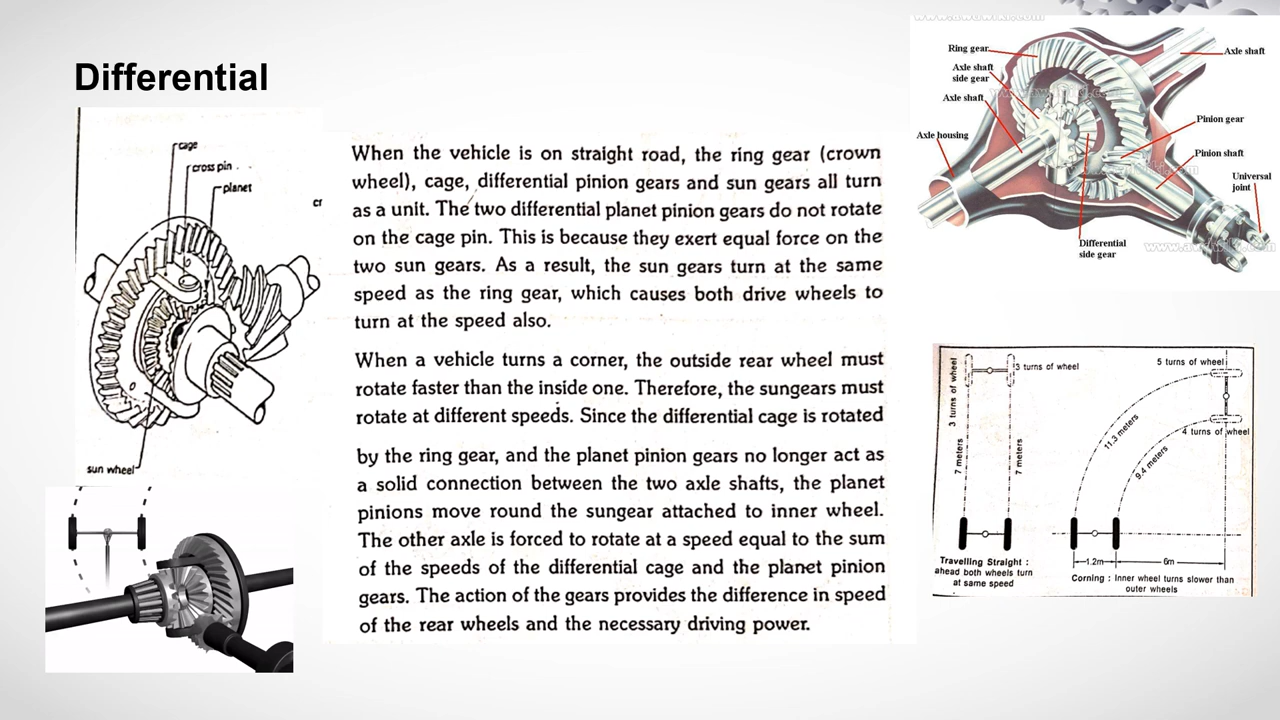 Differential
cage
cross pin
planet
cr
sun wheel
When the vehicle is on straight road, the ring gear (crown
wheel), cage, differential pinion gears and sun gears all turn
as a unit. The two differential planet pinion gears do not rotate
on the cage pin. This is because they exert equal force on the
two sun gears. As a result, the sun gears turn at the same
speed as the ring gear, which causes both drive wheels to
turn at the speed also.
When a vehicle turns a corner, the outside rear wheel must
rotate faster than the inside one. Therefore, the sungears must
rotate at different speeds. Since the differential cage is rotated
by the ring gear, and the planet pinion gears no longer act as
a solid connection between the two axle shafts, the planet
pinions move round the sungear attached to inner wheel.
The other axle is forced to rotate at a speed equal to the sum
of the speeds of the differential cage and the planet pinion
gears. The action of the gears provides the difference in speed
of the rear wheels and the necessary driving power.
Ring gear
Axle shaft
side gear
Axle shaft
Axle housing
Axle shaft
Pinion gear
Pinion shaft
Universal
joint
Differential
side gear
3 turns of wheel
3 turns of wheel
7 meters
7 meters
5 turns of wheel
4 turns of wheel
11.3 meters
9.4 meters
1.2m
6m
Travelling Straight :
ahead both wheels turn
at same speed
Corning : Inner wheel turns slower than
outer wheels